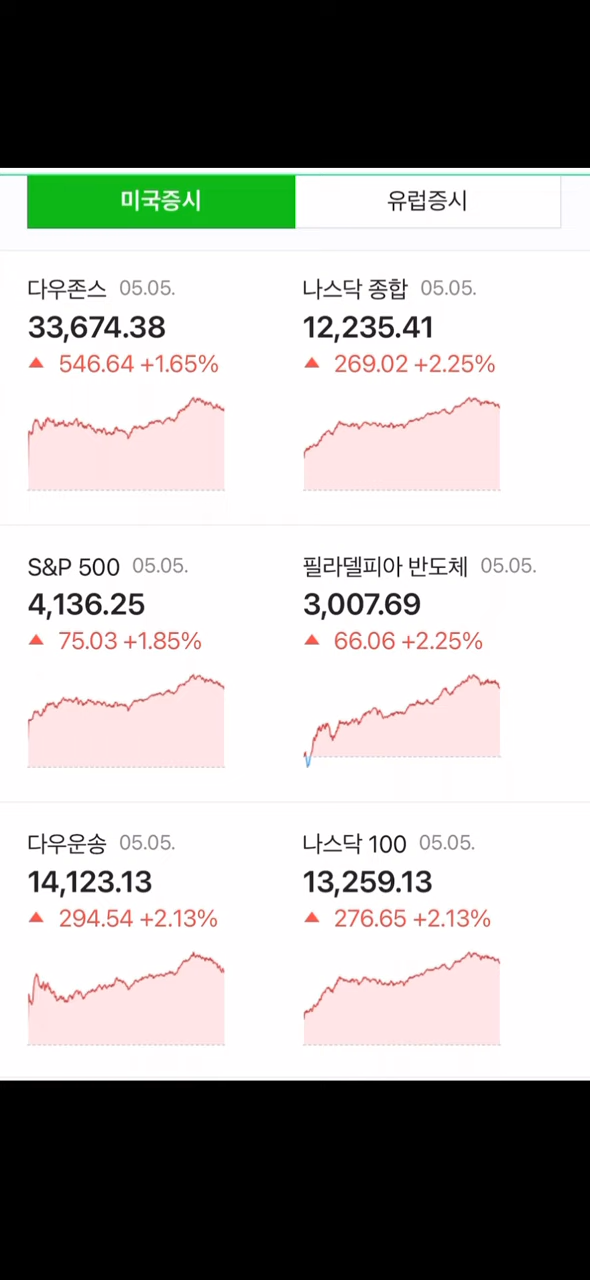 미국증시 유럽증시
다우존스 05.05. 나스닥 종합 05.05.
33,674.38 12,235.41
▲ 546.64 +1.65% ▲ 269.02 +2.25%
S&P 500 05.05. 필라델피아 반도체 05.05.
4,136.25 3,007.69
▲ 75.03 +1.85% ▲ 66.06 +2.25%
다우운송 05.05. 나스닥 100 05.05.
14,123.13 13,259.13
▲ 294.54 +2.13% ▲ 276.65 +2.13%